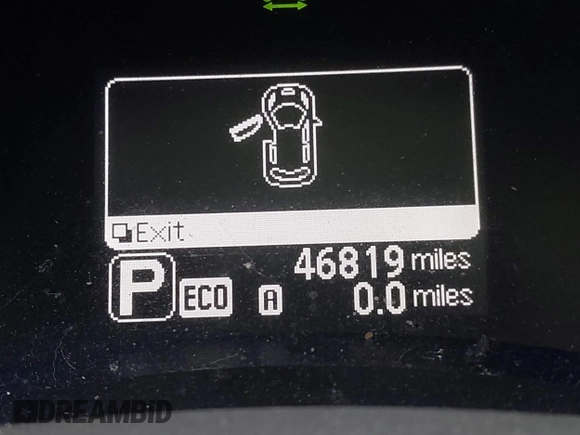 Exit
46819 miles
P ECO A 0.0 miles
DREAMBID